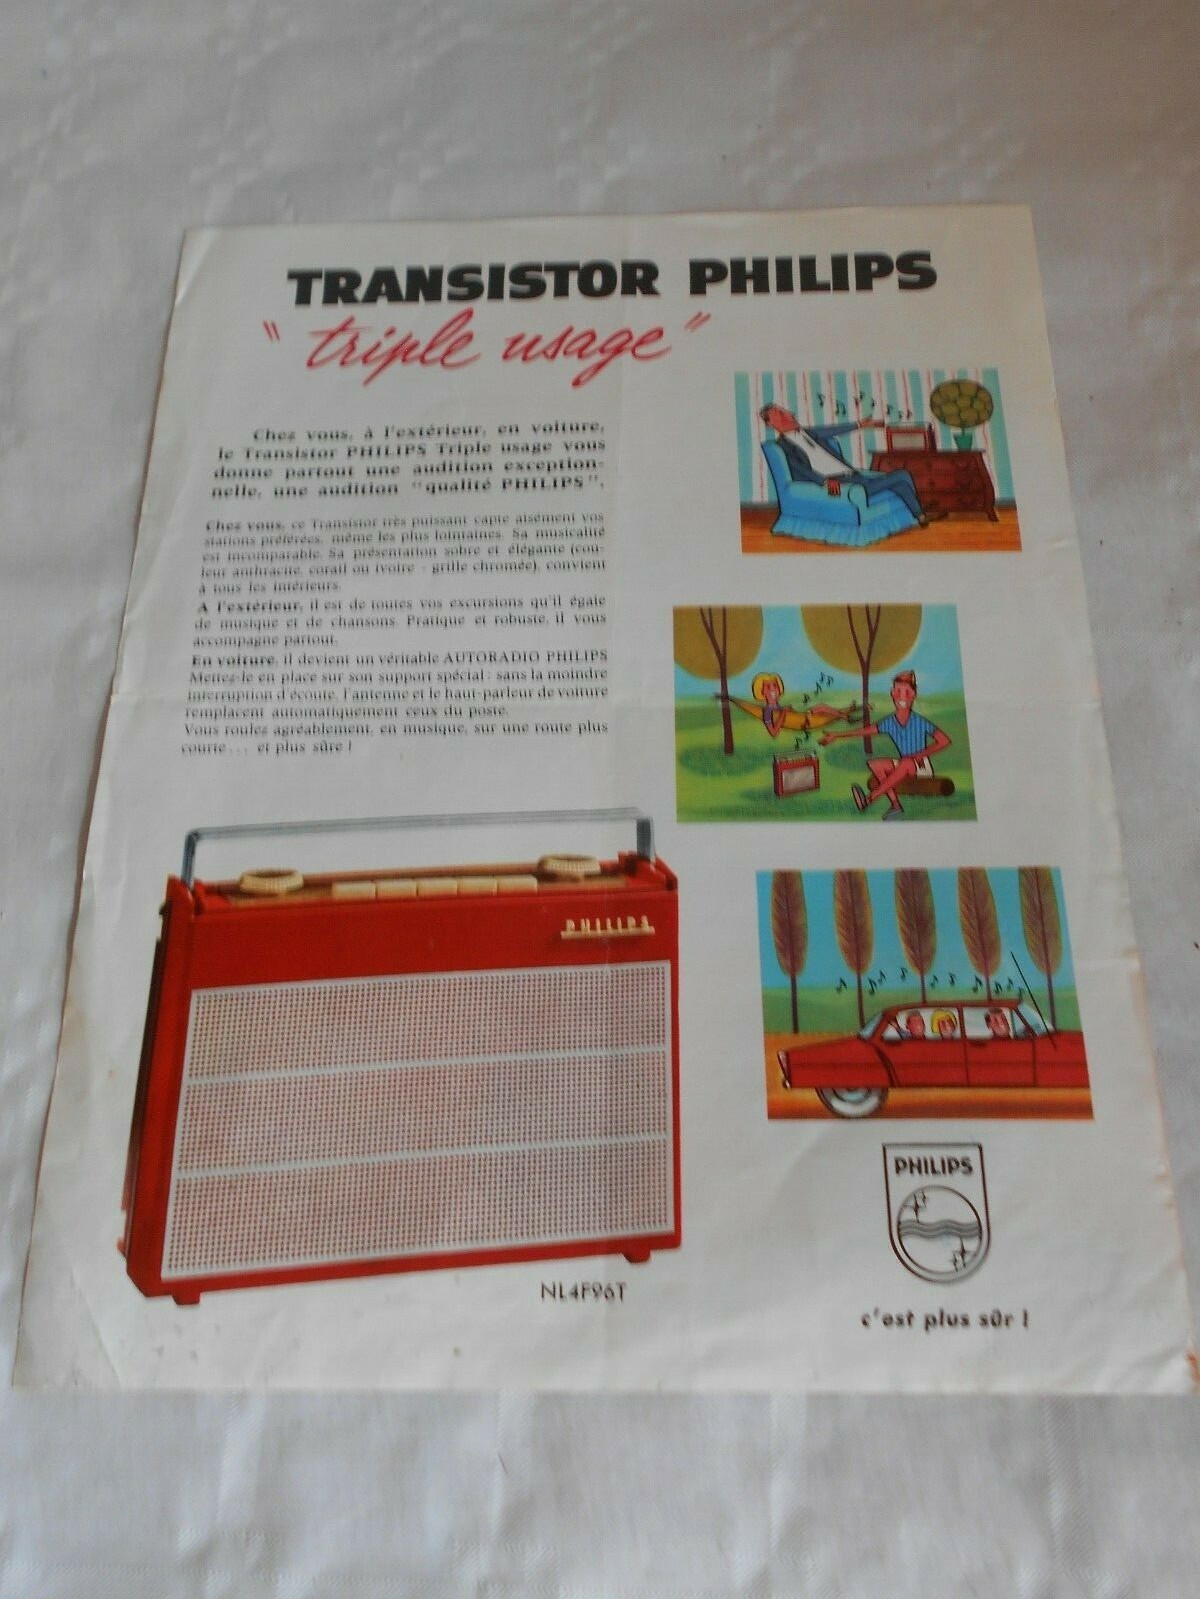 TRANSISTOR PHILIPS
"triple usage"
Chez vous, à l'extérieur, en voiture,
le Transistor PHILIPS Triple usage vous
donne partout une audition exception-
nelle, une audition "qualité PHILIPS".
Chez vous, ce Transistor très puissant capte aisément vos
stations préférées, même les plus lointaines. Sa musicalité
est incomparable. Sa présentation sobre et élégante (cou-
leur anthracite, corail ou ivoire - grille chromée), convient
à tous les intérieurs.
A l'extérieur, il est de toutes vos excursions qu'il égaie
de musique et de chansons. Pratique et robuste, il vous
accompagne partout.
En voiture, il devient un véritable AUTORADIO PHILIPS
Mettez-le en place sur son support spécial : sans la moindre
interruption d'écoute, l'antenne et le haut-parleur de voiture
remplacent automatiquement ceux du poste.
Vous roulez agréablement, en musique, sur une route plus
courte... et plus sûre !
PHILIPS
NL4F96T
PHILIPS
c'est plus sûr !